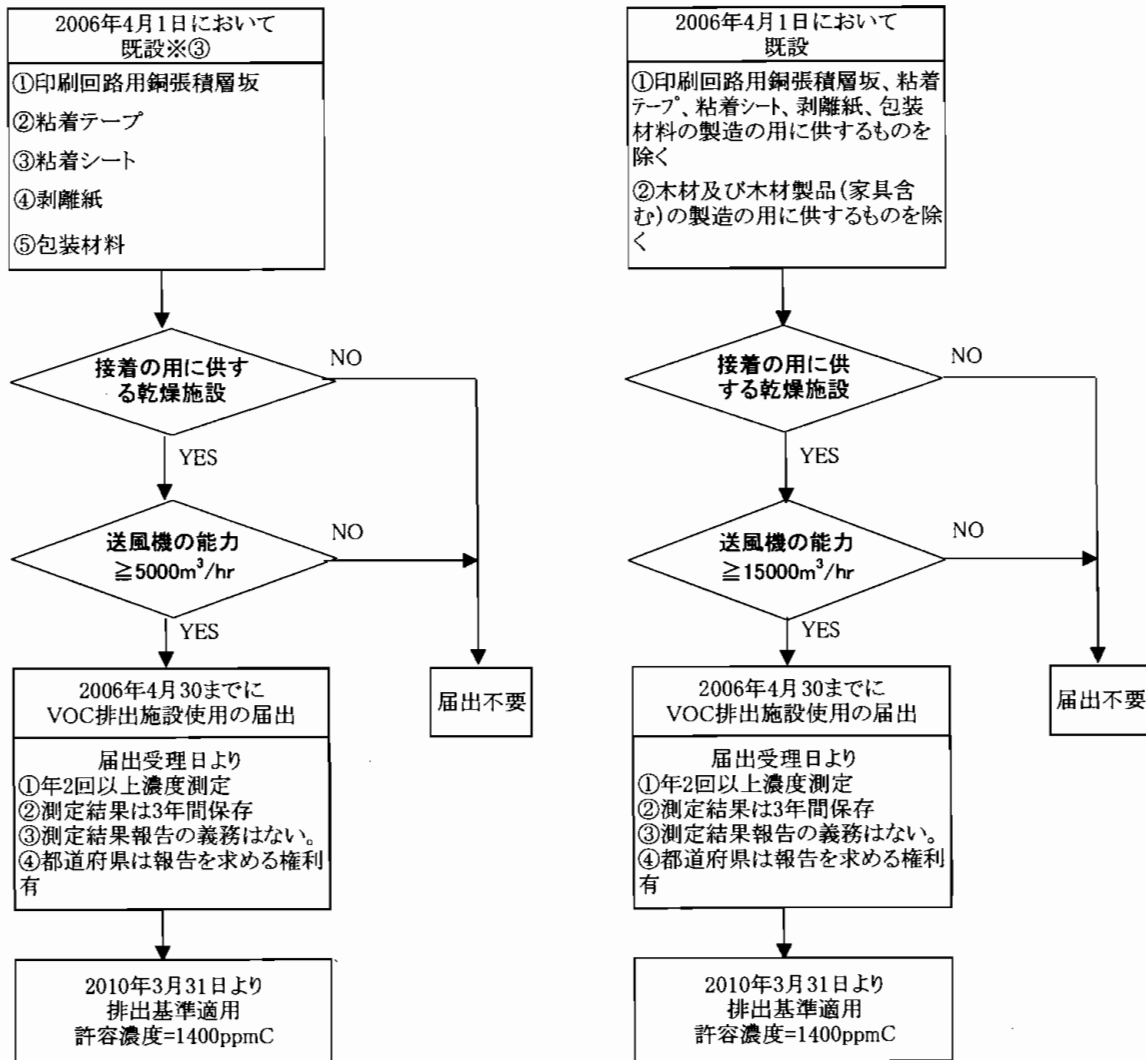 2006年4月1日において
既設※③
①印刷回路用銅張積層坂
②粘着テープ
③粘着シート
④剥離紙
⑤包装材料
接着の用に供す
る乾燥施設
NO
YES
送風機の能力
≧5000m³/hr
NO
YES
2006年4月30までに
VOC排出施設使用の届出
届出受理日より
①年2回以上濃度測定
②測定結果は3年間保存
③測定結果報告の義務はない。
④都道府県は報告を求める権利
有
届出不要
2010年3月31日より
排出基準適用
許容濃度=1400ppmC
2006年4月1日において
既設
①印刷回路用銅張積層坂、粘着
テープ、粘着シート、剥離紙、包装
材料の製造の用に供するものを
除く
②木材及び木材製品(家具含
む)の製造の用に供するものを除
く
接着の用に供
する乾燥施設
NO
YES
送風機の能力
≧15000m³/hr
NO
YES
2006年4月30までに
VOC排出施設使用の届出
届出受理日より
①年2回以上濃度測定
②測定結果は3年間保存
③測定結果報告の義務はない。
④都道府県は報告を求める権利
有
届出不要
2010年3月31日より
排出基準適用
許容濃度=1400ppmC